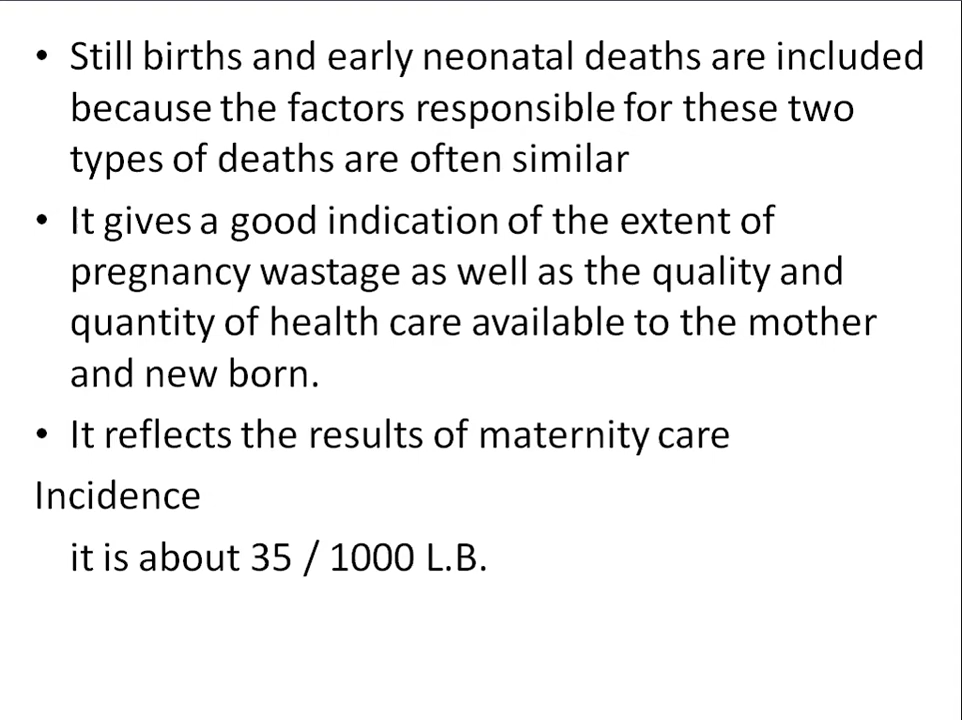 • Still births and early neonatal deaths are included
because the factors responsible for these two
types of deaths are often similar
• It gives a good indication of the extent of
pregnancy wastage as well as the quality and
quantity of health care available to the mother
and new born.
• It reflects the results of maternity care
Incidence
it is about 35 / 1000 L.B.